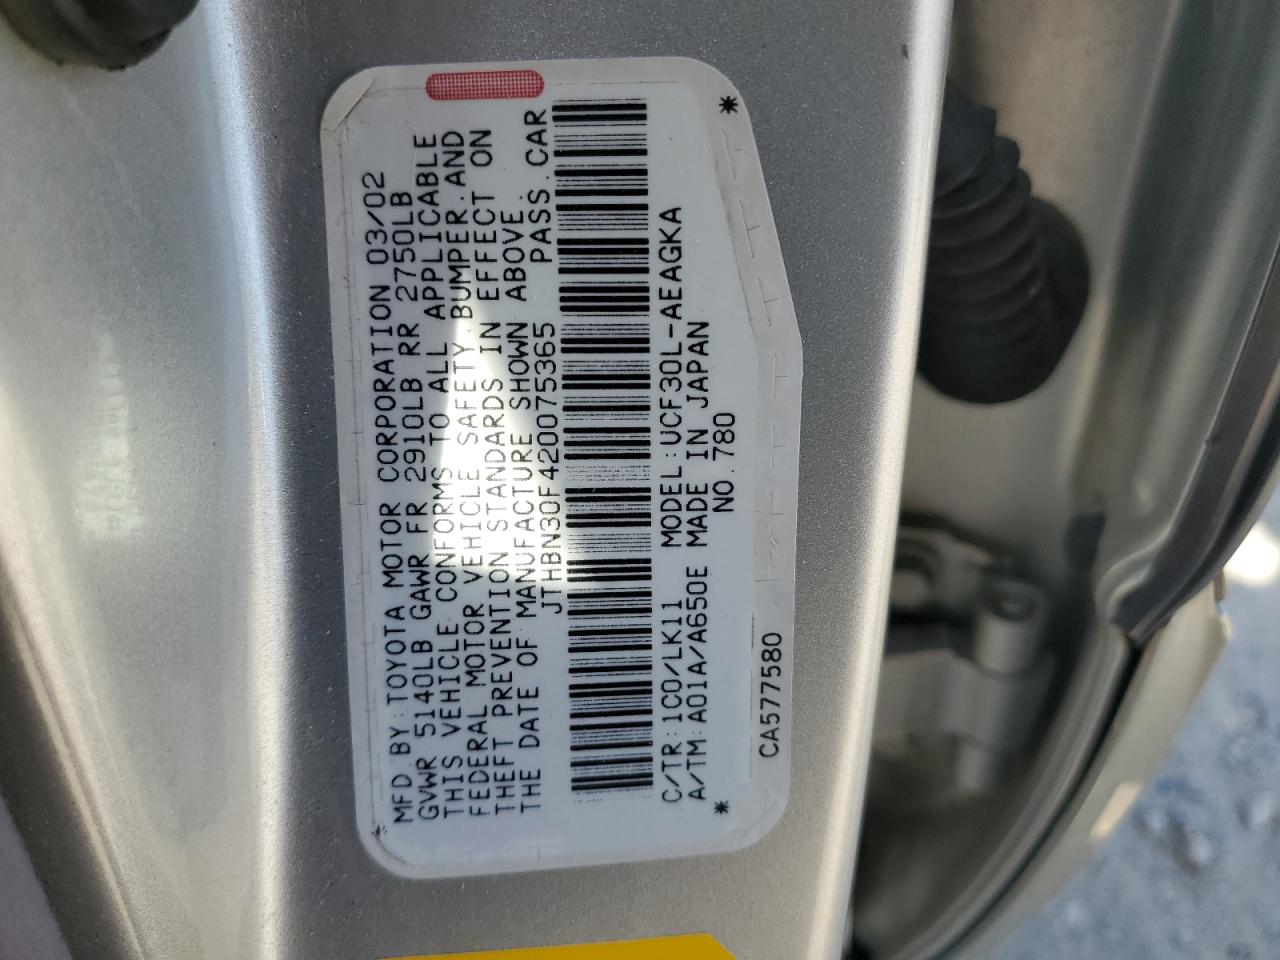 MFD BY: TOYOTA MOTOR CORPORATION 03/02
GVWR 5140LB GAWR FR 2910LB RR 2750LB
THIS VEHICLE CONFORMS TO ALL APPLICABLE
FEDERAL MOTOR VEHICLE SAFETY, BUMPER, AND
THEFT PREVENTION STANDARDS IN EFFECT ON
THE DATE OF MANUFACTURE SHOWN ABOVE.
JTHBN30F420075365 PASS. CAR
C/TR: 1C0/LK11 MODEL: UCF30L-AEAGKA
A/TM: A01A/A650E MADE IN JAPAN
* NO. 780 *
CA577580